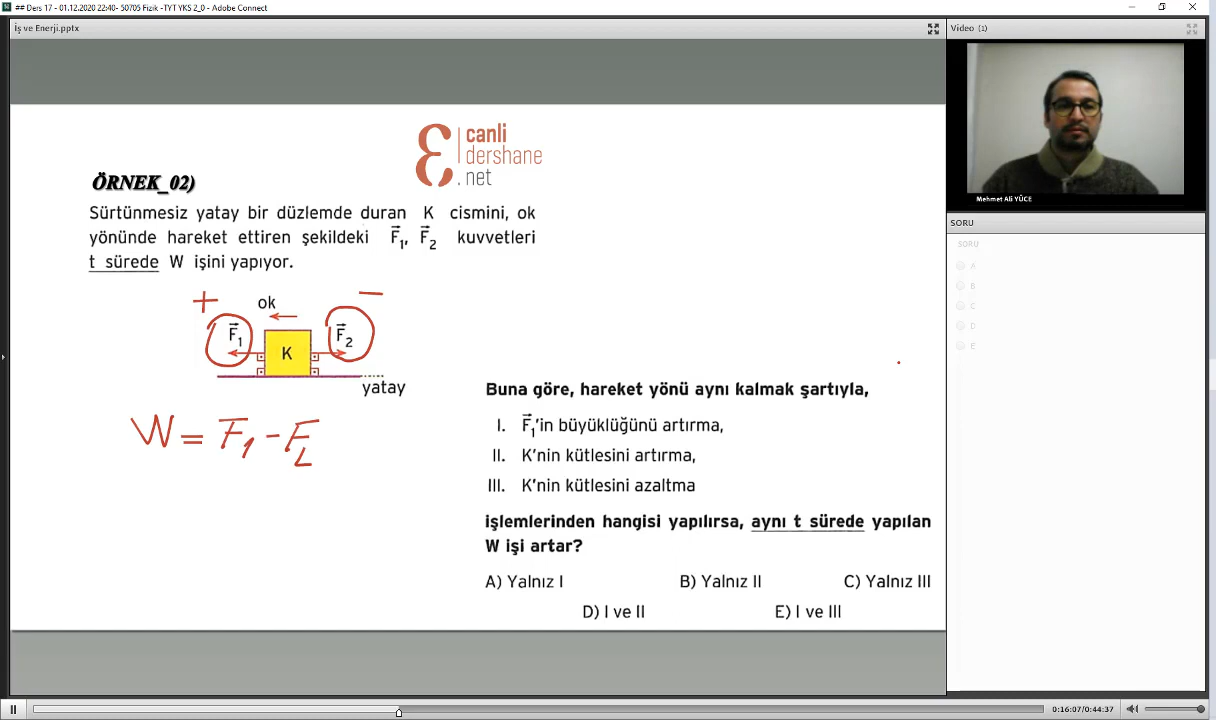 ## Ders 17 - 01.12.2020 22:40- 50705 Fizik -TYT YKS 2_0 - Adobe Connect
İş ve Enerji.pptx
Video (1)
canli
dershane
.net
Mehmet Ali YÜCE
SORU
SORU
A
B
C
D
E
ÖRNEK_02)
Sürtünmesiz yatay bir düzlemde duran K cismini, ok
yönünde hareket ettiren şekildeki F₁, F₂ kuvvetleri
t sürede W işini yapıyor.
+ ok −
F₁ K F₂
yatay
W = F₁ - F₂
Buna göre, hareket yönü aynı kalmak şartıyla,
I. F₁'in büyüklüğünü artırma,
II. K'nin kütlesini artırma,
III. K'nin kütlesini azaltma
işlemlerinden hangisi yapılırsa, aynı t sürede yapılan
W işi artar?
A) Yalnız I B) Yalnız II C) Yalnız III
D) I ve II E) I ve III
0:16:07/0:44:37